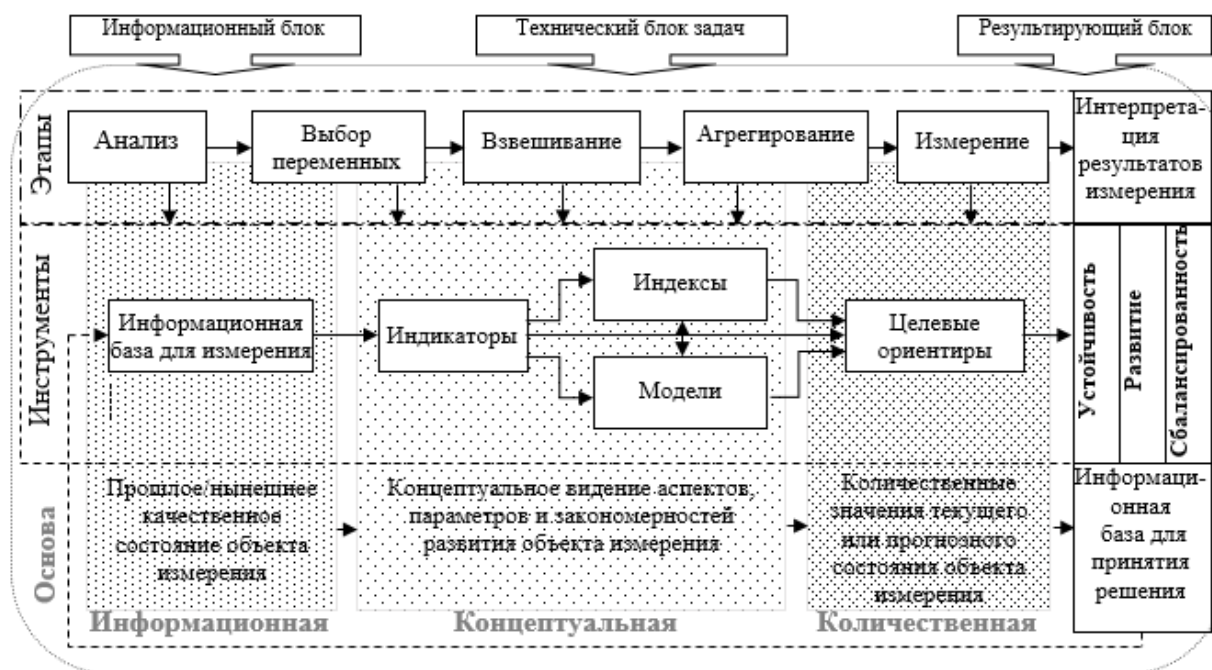 Информационный блок
Технический блок задач
Результирующий блок
Этапы
Анализ
Выбор
переменных
Взвешивание
Агрегирование
Измерение
Интерпрета-
ция
результатов
измерения
Инструменты
Информационная
база для измерения
Индикаторы
Индексы
Модели
Целевые
ориентиры
Устойчивость
Развитие
Сбалансированность
Основа
Прошлое/нынешнее
качественное
состояние объекта
измерения
Концептуальное видение аспектов,
параметров и закономерностей
развития объекта измерения
Количественные
значения текущего
или прогнозного
состояния объекта
измерения
Информаци-
онная
база для
принятия
решения
Информационная
Концептуальная
Количественная